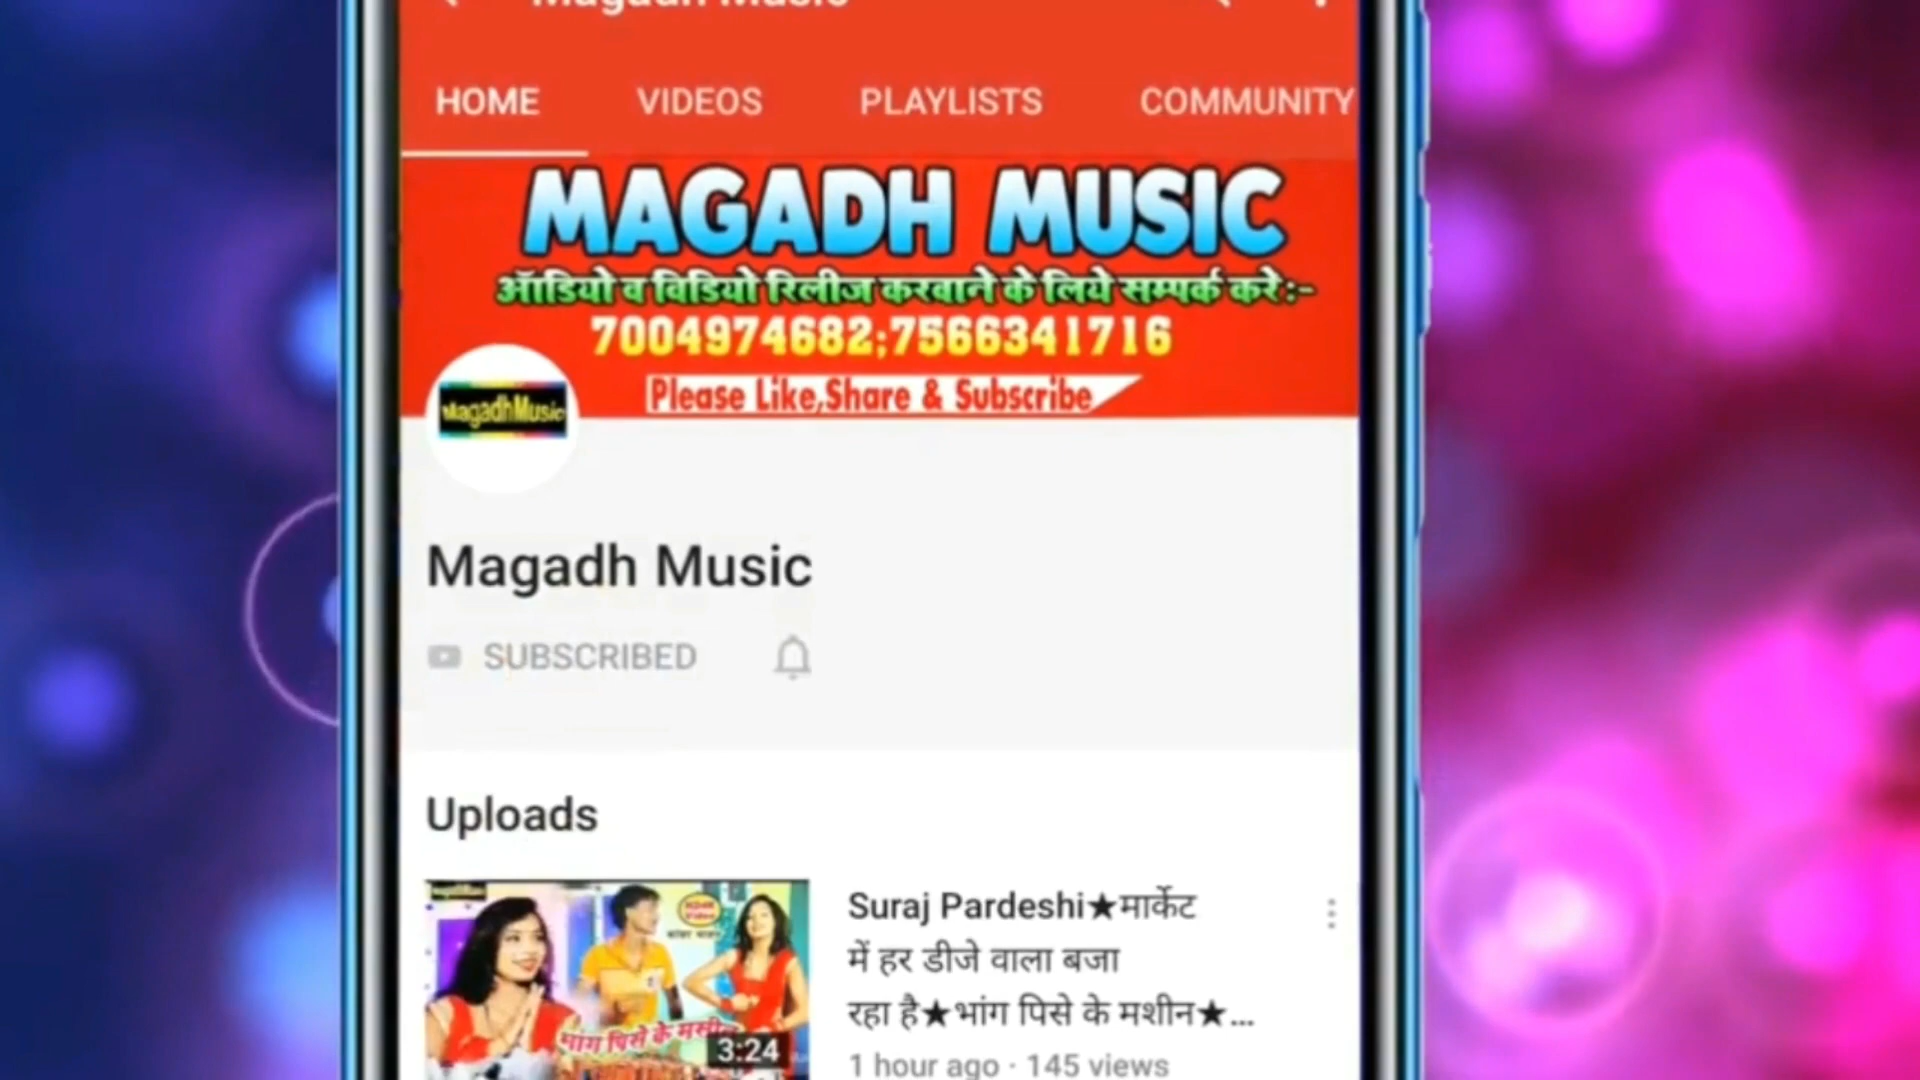 Magadh Music
HOME VIDEOS PLAYLISTS COMMUNITY
MAGADH MUSIC
ऑडियो व विडियो रिलीज करवाने के लिये सम्पर्क करे:-
7004974682;7566341716
Please Like,Share & Subscribe
MagadhMusic
Magadh Music
SUBSCRIBED
Uploads
Suraj Pardeshi★मार्केट
में हर डीजे वाला बजा
रहा है★भांग पिसे के मशीन★...
1 hour ago · 145 views
भांग पिसे के
3:24